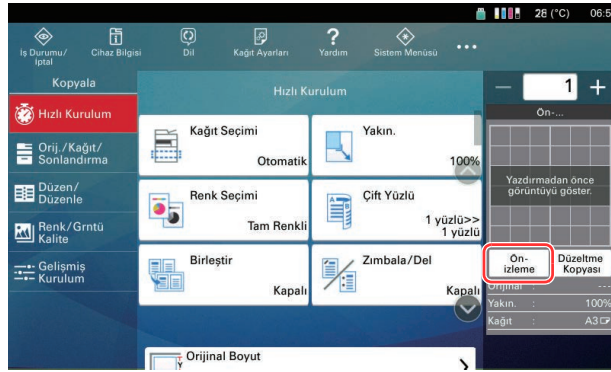 28 (°C) 06:5
İş Durumu/
İptal
Cihaz Bilgisi
Dil
Kağıt Ayarları
Yardım
Sistem Menüsü
Kopyala
Hızlı Kurulum
Orij./Kağıt/
Sonlandırma
Düzen/
Düzenle
Renk/Grntü
Kalite
Gelişmiş
Kurulum
Hızlı Kurulum
Kağıt Seçimi
Otomatik
Yakın.
100%
Renk Seçimi
Tam Renkli
Çift Yüzlü
1 yüzlü>>
1 yüzlü
Birleştir
Kapalı
Zımbala/Del
Kapalı
Orijinal Boyut
1
Ön-...
Yazdırmadan önce
görüntüyü göster.
Ön-
izleme
Düzeltme
Kopyası
Orijinal : ---
Yakın. : 100%
Kağıt : A3